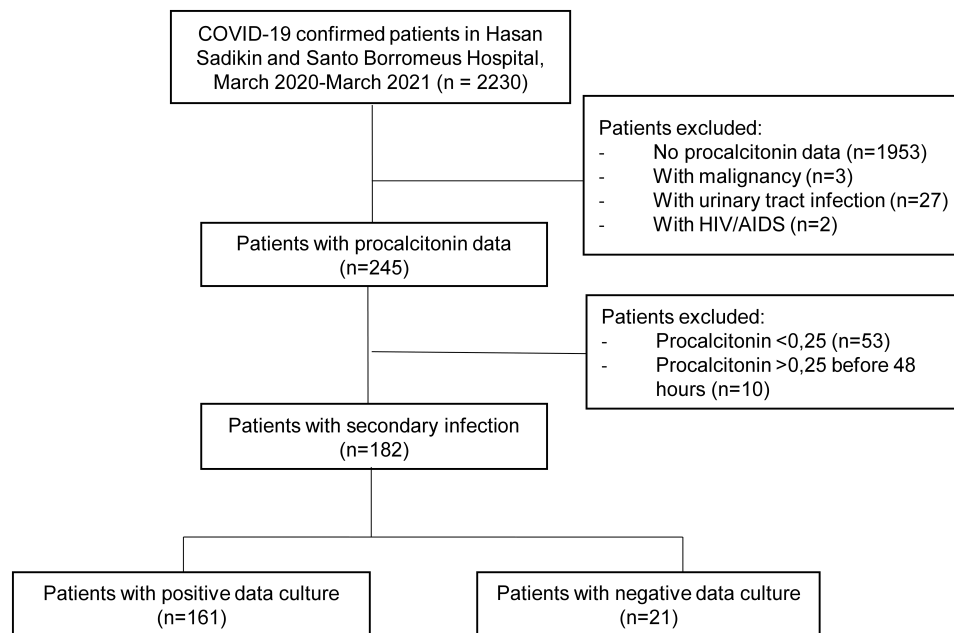 COVID-19 confirmed patients in Hasan
Sadikin and Santo Borromeus Hospital,
March 2020-March 2021 (n = 2230)
Patients excluded:
- No procalcitonin data (n=1953)
- With malignancy (n=3)
- With urinary tract infection (n=27)
- With HIV/AIDS (n=2)
Patients with procalcitonin data
(n=245)
Patients excluded:
- Procalcitonin <0,25 (n=53)
- Procalcitonin >0,25 before 48
hours (n=10)
Patients with secondary infection
(n=182)
Patients with positive data culture
(n=161)
Patients with negative data culture
(n=21)